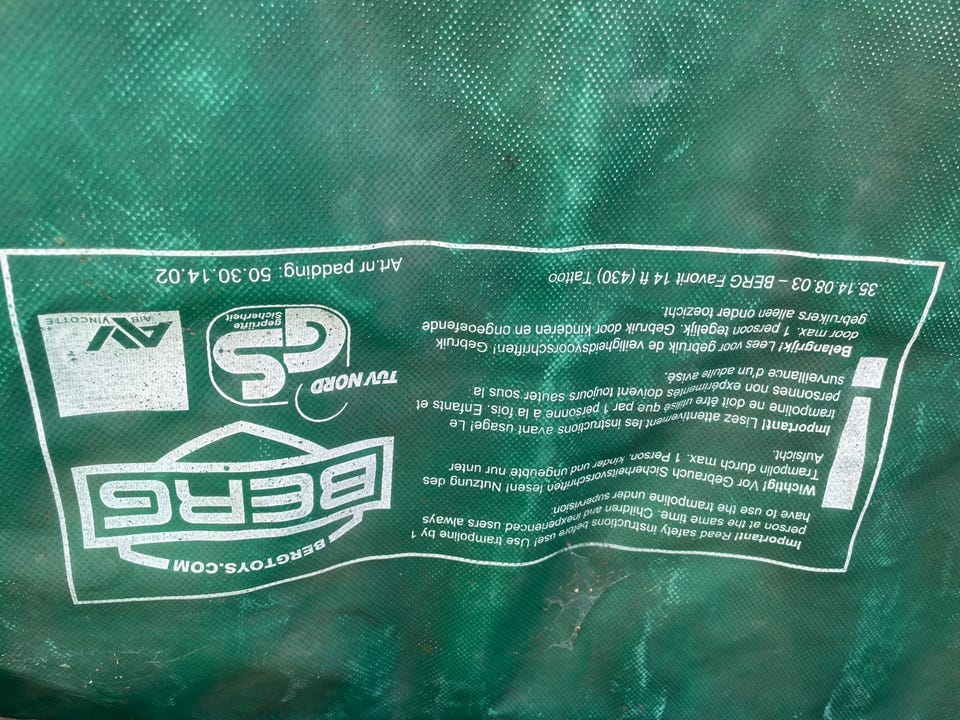 Important! Read safety instructions before use! Use trampoline by 1
person at the same time. Children and inexperienced users always
have to use the trampoline under supervision.
Wichtig! Vor Gebrauch Sicherheitsvorschriften lesen! Nutzung des
Trampolin durch max. 1 Person. kinder und ungeubte nur unter
Aufsicht.
Important! Lisez attentivement les instructions avant usage! Le
trampoline ne doit être utilisé que par 1 personne à la fois. Enfants et
personnes non expérimentés doivent toujours sauter sous la
surveillance d'un adulte avisé.
Belangrijk! Lees voor gebruik de veiligheidsvoorschriften! Gebruik
door max. 1 person tegelijk. Gebruik door kinderen en ongeoefende
gebruikers alleen onder toezicht.
35.14.08.03 – BERG Favorit 14 ft (430) Tattoo
BERGTOYS.COM
BERG
TÜV NORD
GS
geprüfte
Sicherheit
AV
AIB VINCOTTE
Art.nr padding: 50.30.14.02